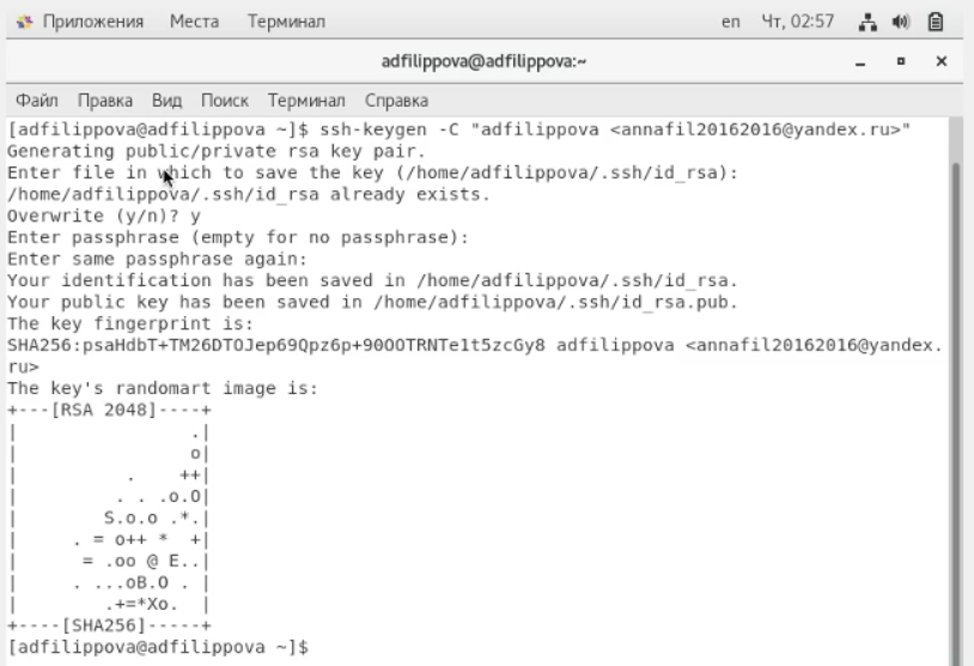 Приложения Места Терминал en Чт, 02:57
adfilippova@adfilippova:~
Файл Правка Вид Поиск Терминал Справка
[adfilippova@adfilippova ~]$ ssh-keygen -C "adfilippova <annafil20162016@yandex.ru>"
Generating public/private rsa key pair.
Enter file in which to save the key (/home/adfilippova/.ssh/id_rsa):
/home/adfilippova/.ssh/id_rsa already exists.
Overwrite (y/n)? y
Enter passphrase (empty for no passphrase):
Enter same passphrase again:
Your identification has been saved in /home/adfilippova/.ssh/id_rsa.
Your public key has been saved in /home/adfilippova/.ssh/id_rsa.pub.
The key fingerprint is:
SHA256:psaHdbT+TM26DTOJep69Qpz6p+90OOTRNTe1t5zcGy8 adfilippova <annafil20162016@yandex.
ru>
The key's randomart image is:
+---[RSA 2048]----+
|                .|
|                o|
|          .    ++|
|         . . .o.O|
|        S.o.o .*.|
|     . = o++ *  +|
|      = .oo @ E..|
|     . ...oB.O . |
|        .+=*Xo.  |
+----[SHA256]-----+
[adfilippova@adfilippova ~]$